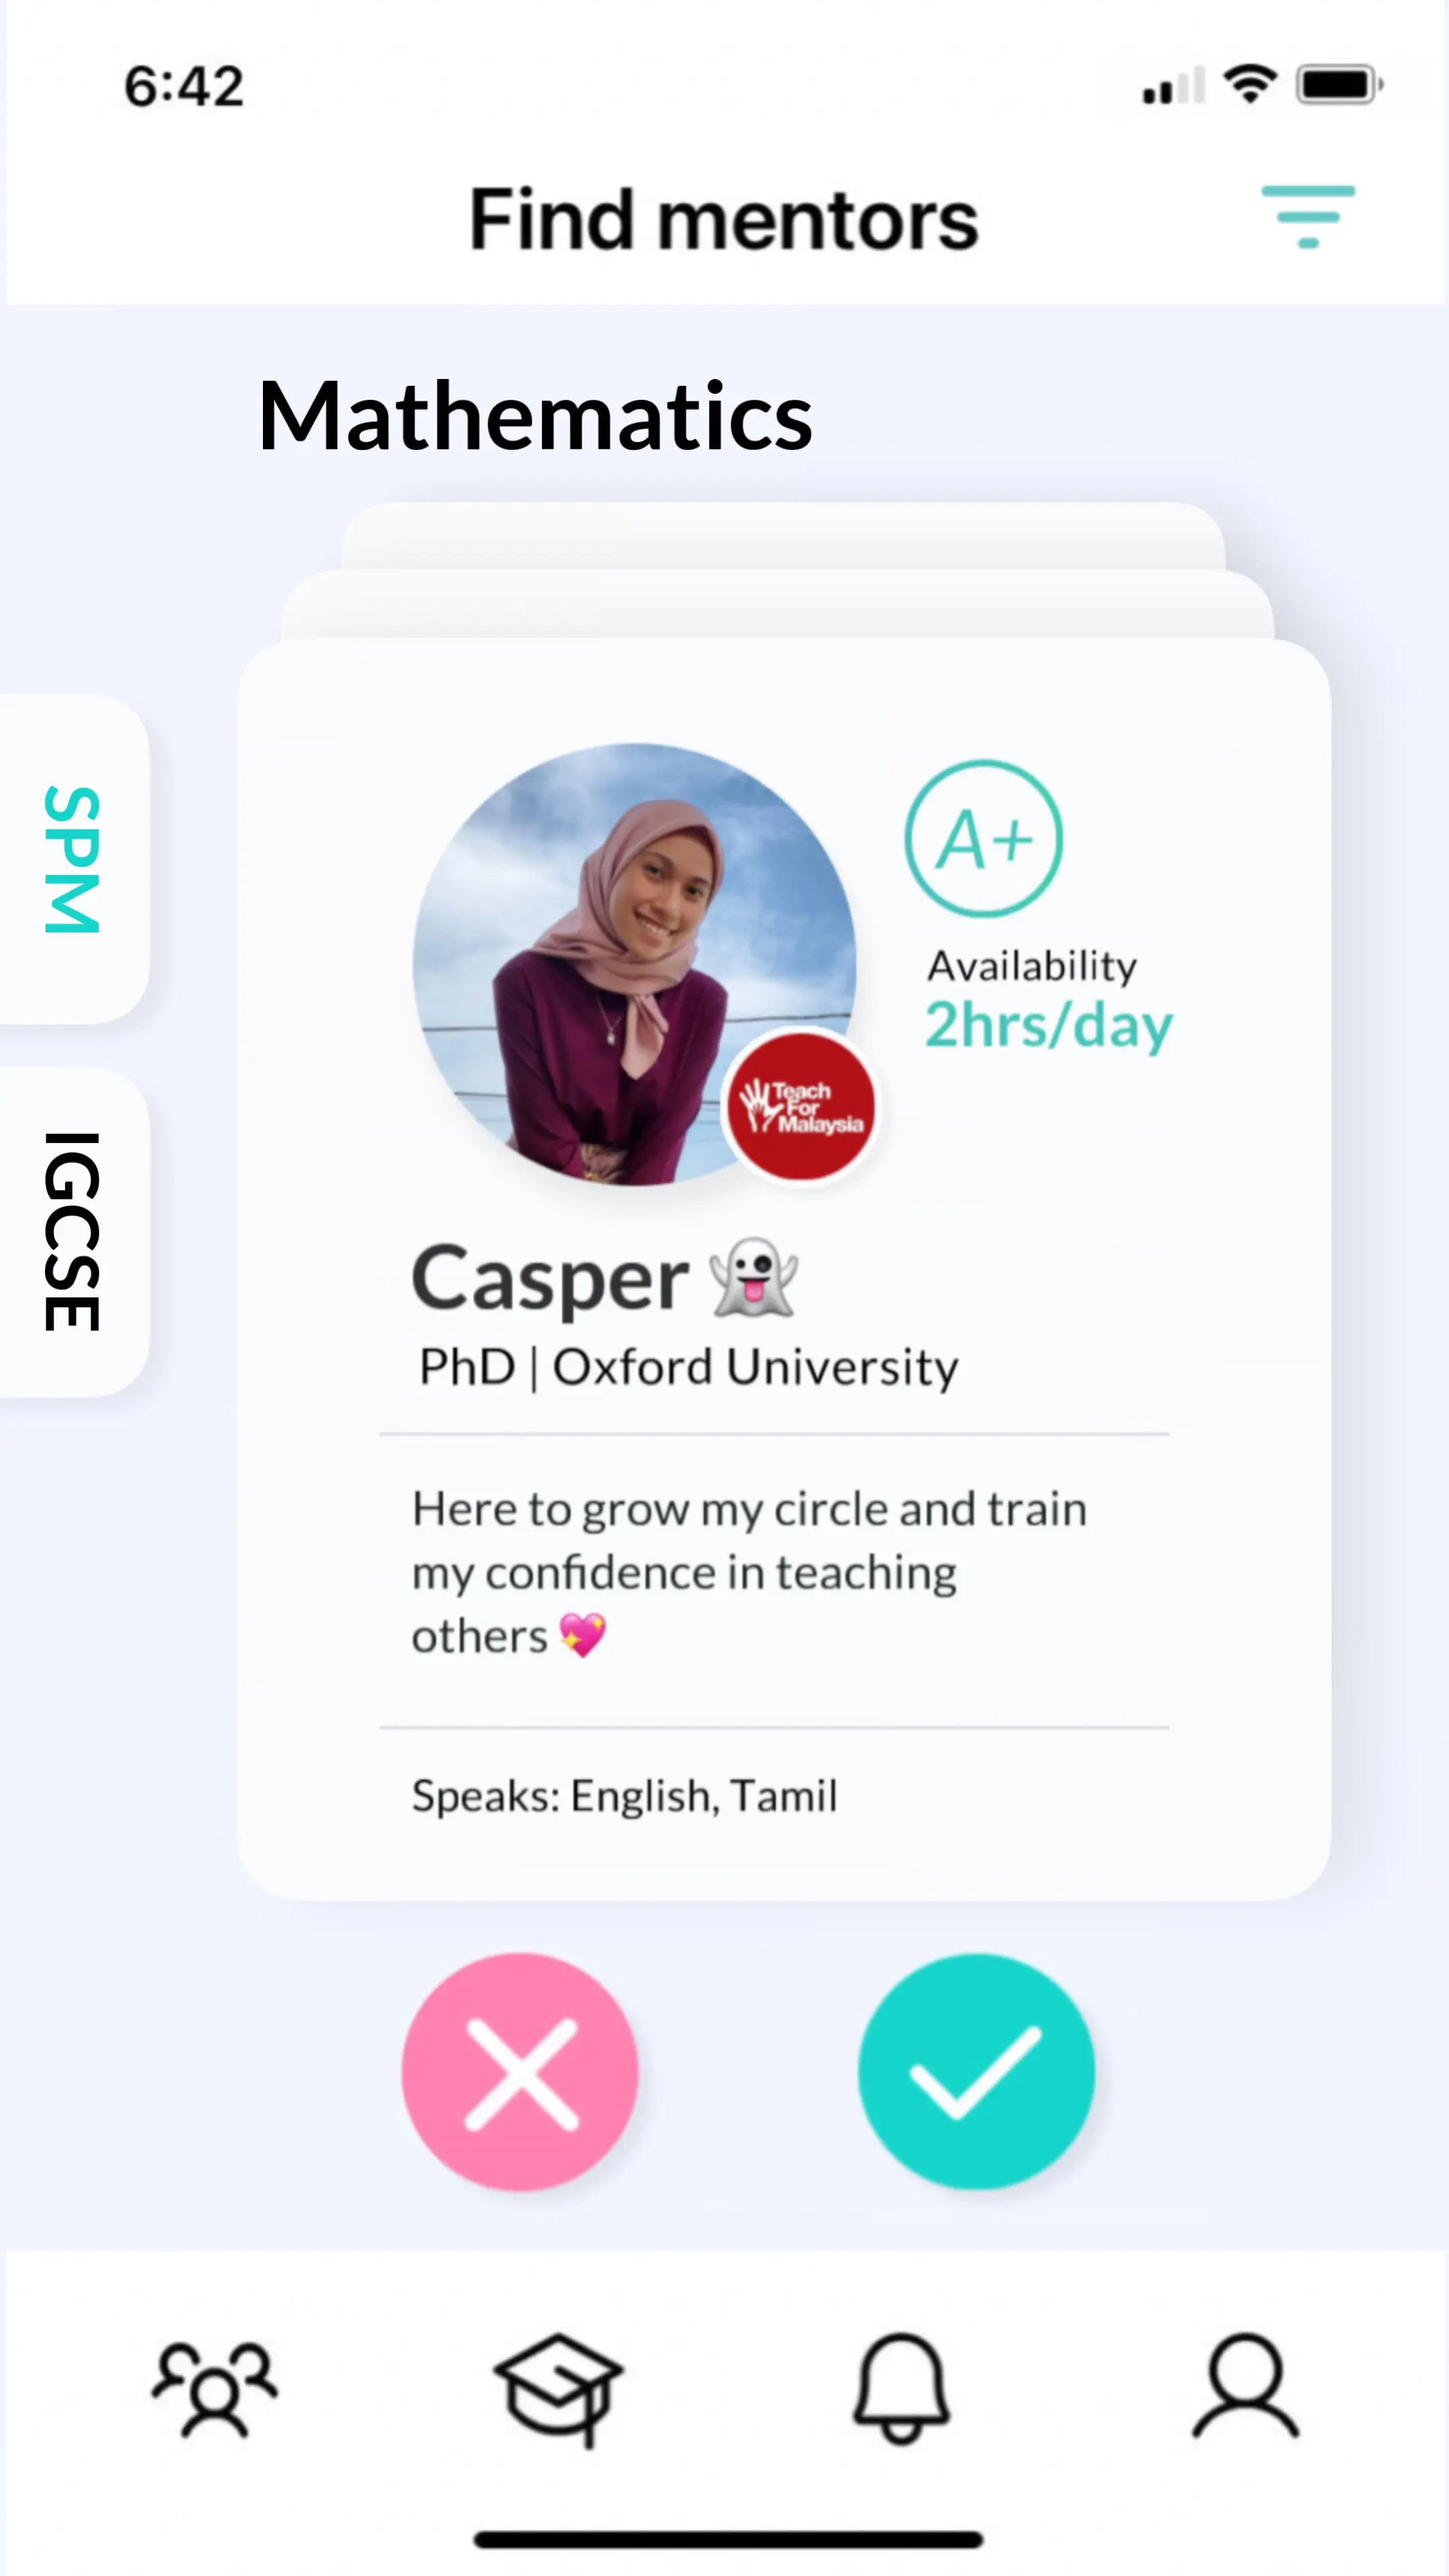 6:42
Find mentors
Mathematics
SPM
IGCSE
A+
Availability
2hrs/day
Teach
For
Malaysia
Casper 👻
PhD | Oxford University
Here to grow my circle and train
my confidence in teaching
others 💖
Speaks: English, Tamil